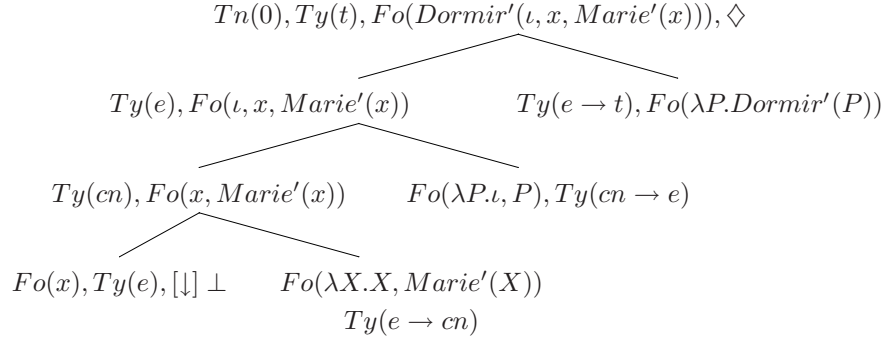 Tn(0), Ty(t), Fo(Dormir′(ι, x, Marie′(x))), ◇
Ty(e), Fo(ι, x, Marie′(x)) Ty(e → t), Fo(λP.Dormir′(P))
Ty(cn), Fo(x, Marie′(x)) Fo(λP.ι, P), Ty(cn → e)
Fo(x), Ty(e), [↓] ⊥ Fo(λX.X, Marie′(X))
Ty(e → cn)